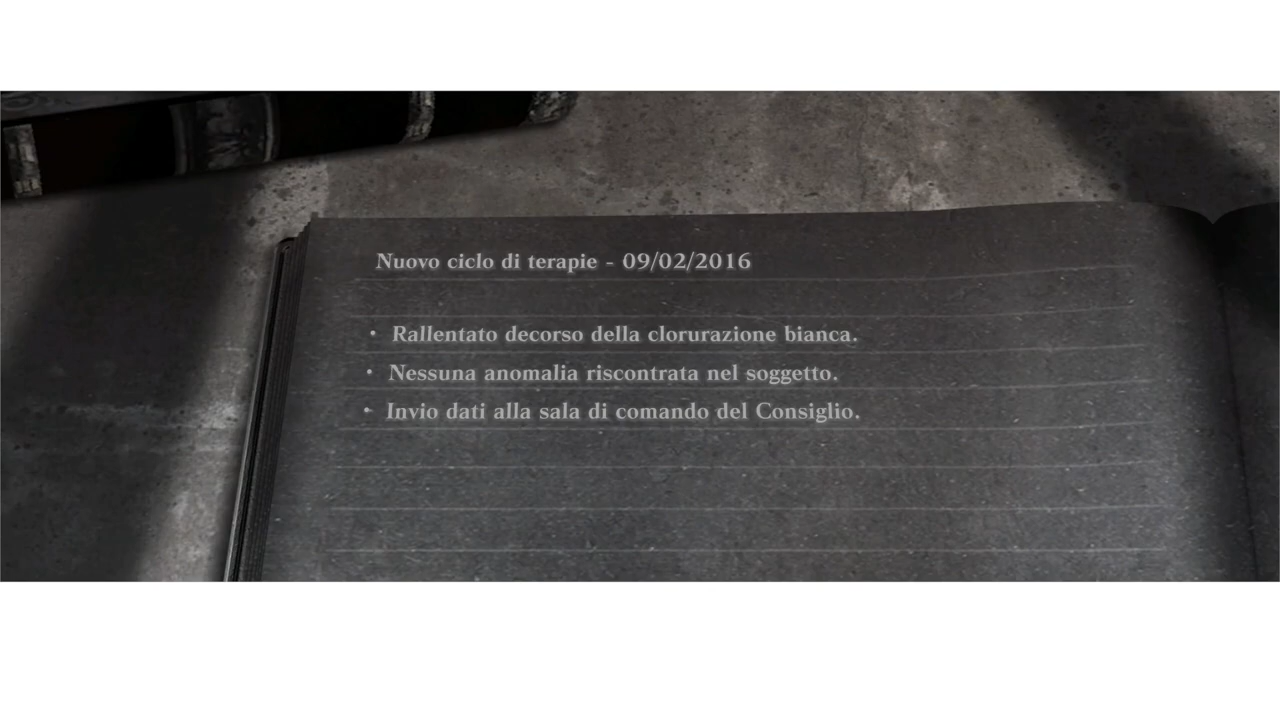 Nuovo ciclo di terapie - 09/02/2016
• Rallentato decorso della clorurazione bianca.
• Nessuna anomalia riscontrata nel soggetto.
• Invio dati alla sala di comando del Consiglio.